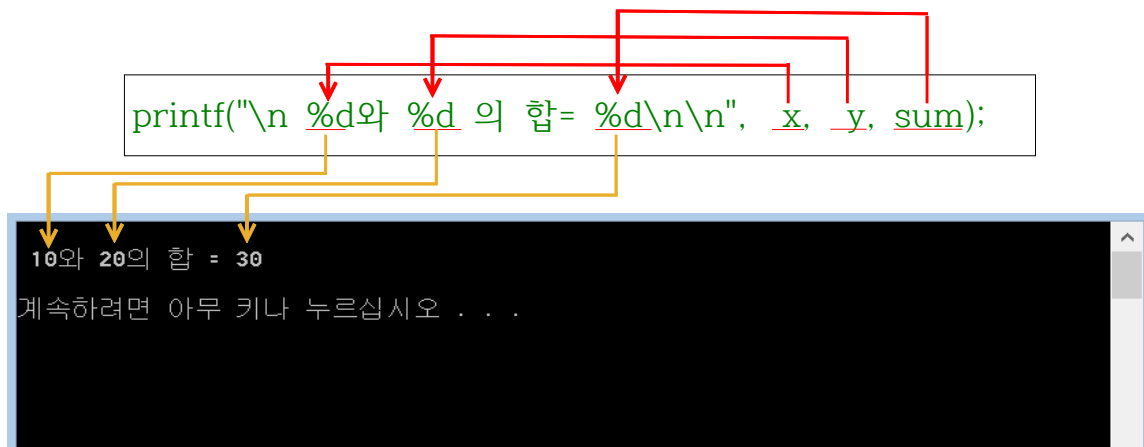 printf("\n %d와 %d 의 합= %d\n\n", x, y, sum);
10와 20의 합 = 30
계속하려면 아무 키나 누르십시오 . . .